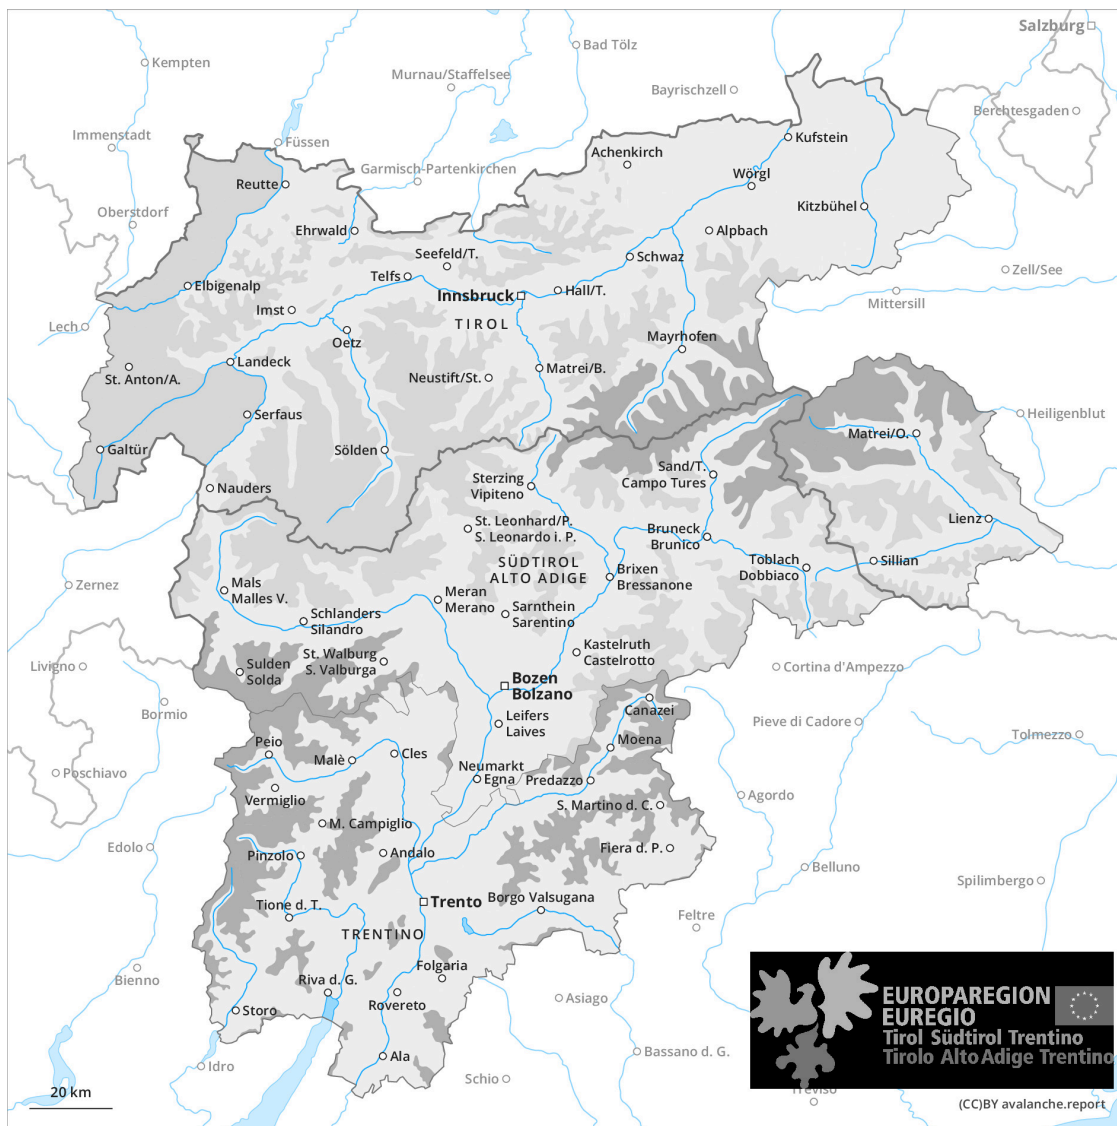 Salzburg
Bad Tölz
Kempten
Murnau/Staffelsee
Bayrischzell
Berchtesgaden
Immenstadt
Füssen
Kufstein
Achenkirch
Garmisch-Partenkirchen
Wörgl
Reutte
Kitzbühel
Oberstdorf
Ehrwald
Alpbach
Seefeld/T.
Schwaz
Telfs
Zell/See
Elbigenalp
Innsbruck
Hall/T.
Mittersill
Imst
TIROL
Lech
Oetz
Mayrhofen
Landeck
St. Anton/A.
Neustift/St.
Matrei/B.
Serfaus
Heiligenblut
Matrei/O.
Galtür
Sölden
Sand/T.
Campo Tures
Sterzing
Vipiteno
Nauders
Lienz
St. Leonhard/P.
S. Leonardo i. P.
Bruneck
Brunico
SÜDTIROL
ALTO ADIGE
Toblach
Dobbiaco
Sillian
Brixen
Bressanone
Zernez
Mals
Malles V.
Meran
Merano
Sarnthein
Sarentino
Schlanders
Silandro
Kastelruth
Castelrotto
St. Walburg
S. Valburga
Livigno
Sulden
Solda
Cortina d'Ampezzo
Bozen
Bolzano
Bormio
Canazei
Leifers
Laives
Pieve di Cadore
Tolmezzo
Peio
Moena
Malè
Cles
Poschiavo
Neumarkt
Egna
Predazzo
Vermiglio
Agordo
S. Martino d. C.
M. Campiglio
Edolo
Pinzolo
Andalo
Fiera d. P.
Belluno
Spilimbergo
Tione d. T.
Trento
Borgo Valsugana
Feltre
TRENTINO
Bienno
Folgaria
Riva d. G.
Rovereto
Asiago
Storo
EUROPAREGION
EUREGIO
Tirol Südtirol Trentino
Tirolo Alto Adige Trentino
Ala
Bassano d. G.
Idro
Schio
Treviso
20 km
(CC)BY avalanche.report